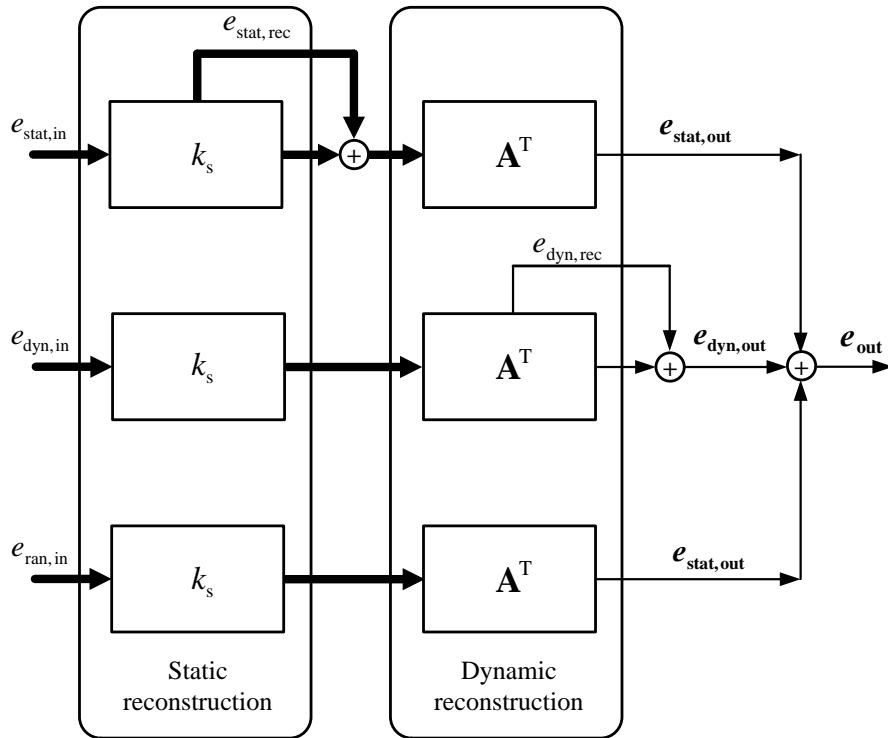 e_stat,rec
e_stat,in
k_s
+
A^T
e_stat,out
e_dyn,rec
e_dyn,in
k_s
A^T
+
e_dyn,out
+
e_out
e_ran,in
k_s
A^T
e_stat,out
Static
reconstruction
Dynamic
reconstruction